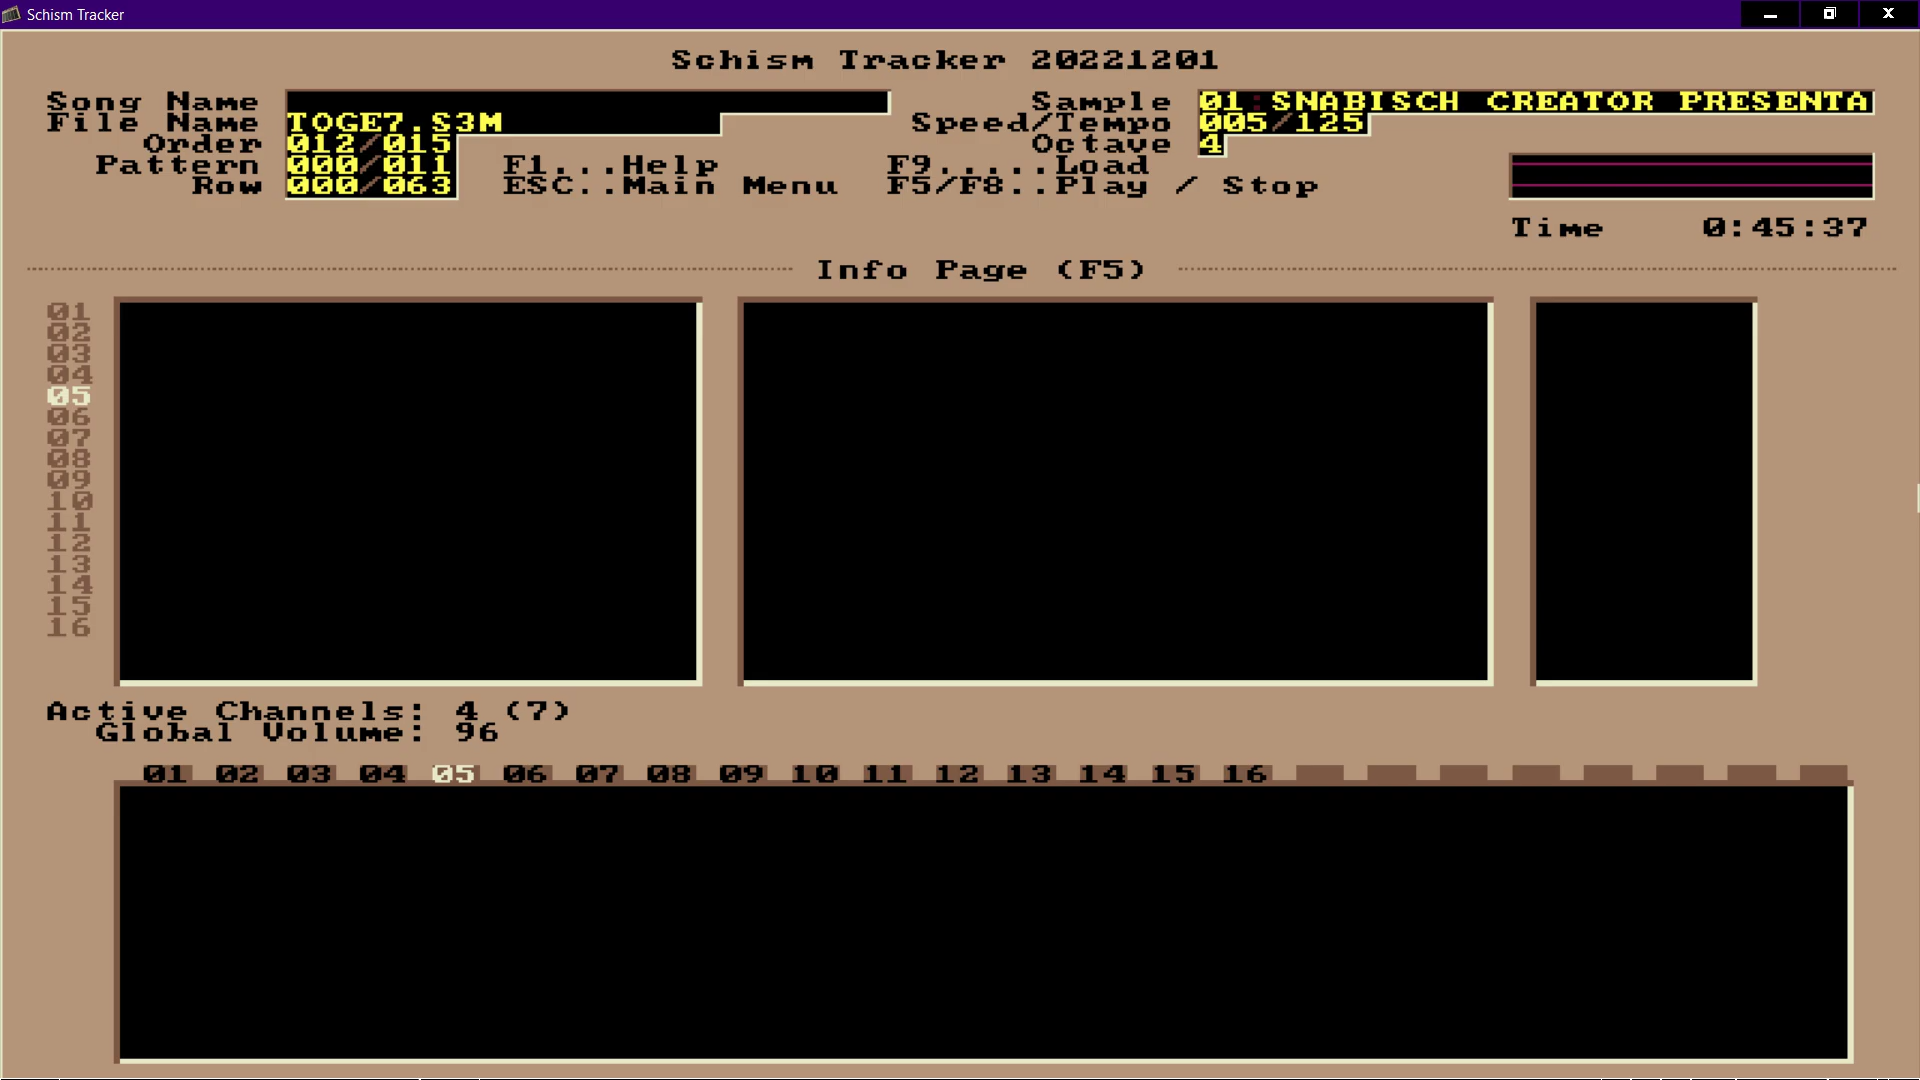 Schism Tracker
Schism Tracker 20221201
Song Name
Sample 01:SNABISCH CREATOR PRESENTA
File Name TOGE7.S3M
Speed/Tempo 005/125
Order 012/015
Octave 4
Pattern 000/011
F1...Help
F9.....Load
Row 000/063
ESC..Main Menu
F5/F8..Play / Stop
Time 0:45:37
Info Page (F5)
01
02
03
04
05
06
07
08
09
10
11
12
13
14
15
16
Active Channels: 4 (7)
Global Volume: 96
01 02 03 04 05 06 07 08 09 10 11 12 13 14 15 16